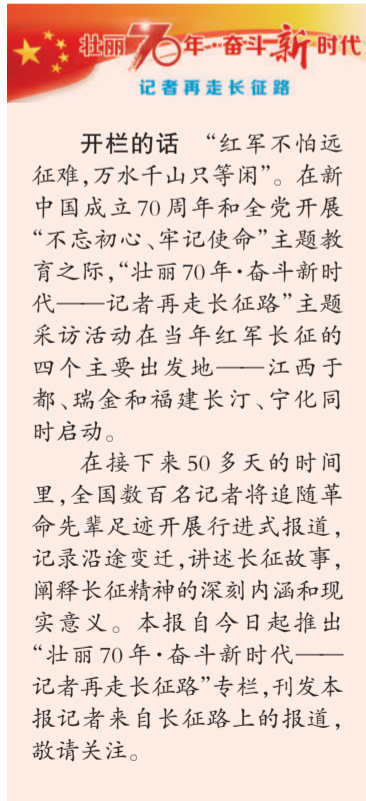 壮丽70年·奋斗新时代
记者再走长征路
开栏的话 “红军不怕远
征难,万水千山只等闲”。在新
中国成立70周年和全党开展
“不忘初心、牢记使命”主题教
育之际,“壮丽70年·奋斗新时
代——记者再走长征路”主题
采访活动在当年红军长征的
四个主要出发地——江西于
都、瑞金和福建长汀、宁化同
时启动。
在接下来50多天的时间
里,全国数百名记者将追随革
命先辈足迹开展行进式报道,
记录沿途变迁,讲述长征故事,
阐释长征精神的深刻内涵和现
实意义。本报自今日起推出
“壮丽70年·奋斗新时代——
记者再走长征路”专栏,刊发本
报记者来自长征路上的报道,
敬请关注。